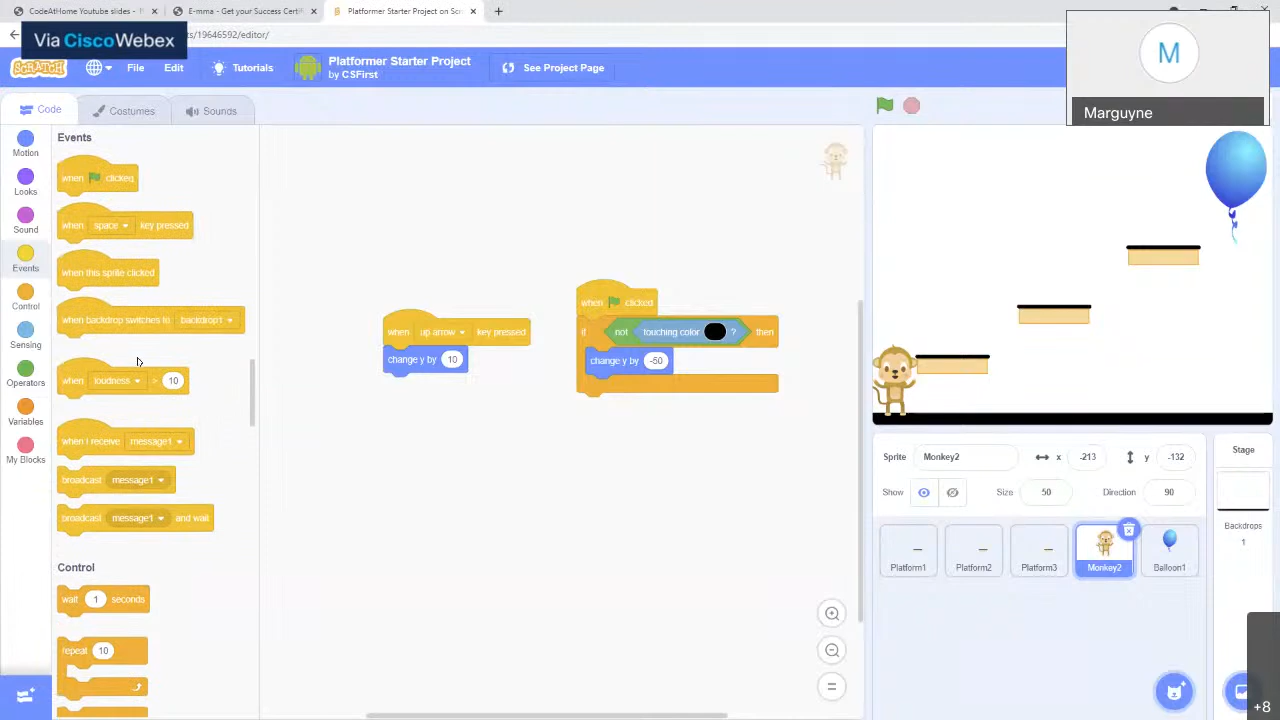 CodeAtHome Youtube slides -
E-mma - Get your Success Certif
Platformer Starter Project on Scr
Via CiscoWebex
s/19646592/editor/
M
Marguyne
SCRATCH
File
Edit
Tutorials
Platformer Starter Project
by CSFirst
See Project Page
Code
Costumes
Sounds
Motion
Looks
Sound
Events
Control
Sensing
Operators
Variables
My Blocks
Events
when clicked
when space key pressed
when this sprite clicked
when backdrop switches to backdrop1
when loudness > 10
when I receive message1
broadcast message1
broadcast message1 and wait
Control
wait 1 seconds
repeat 10
when up arrow key pressed
change y by 10
when clicked
if not touching color ? then
change y by -50
Sprite Monkey2 x -213 y -132
Show Size 50 Direction 90
Platform1
Platform2
Platform3
Monkey2
Balloon1
Stage
Backdrops
1
+8